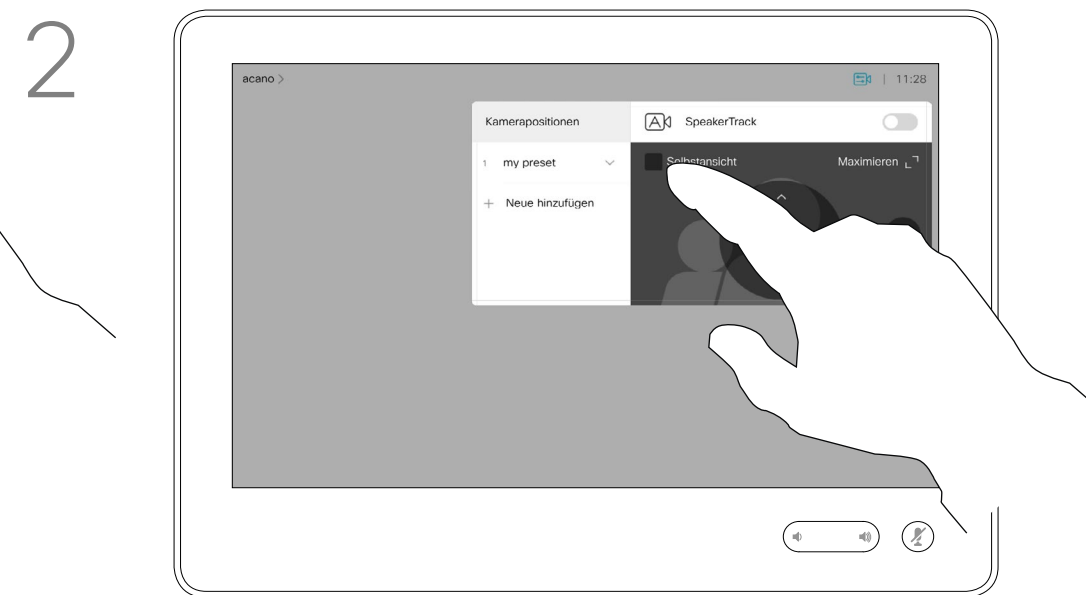 2
acano >
11:28
Kamerapositionen
SpeakerTrack
1 my preset
Selbstansicht
Maximieren
+ Neue hinzufügen